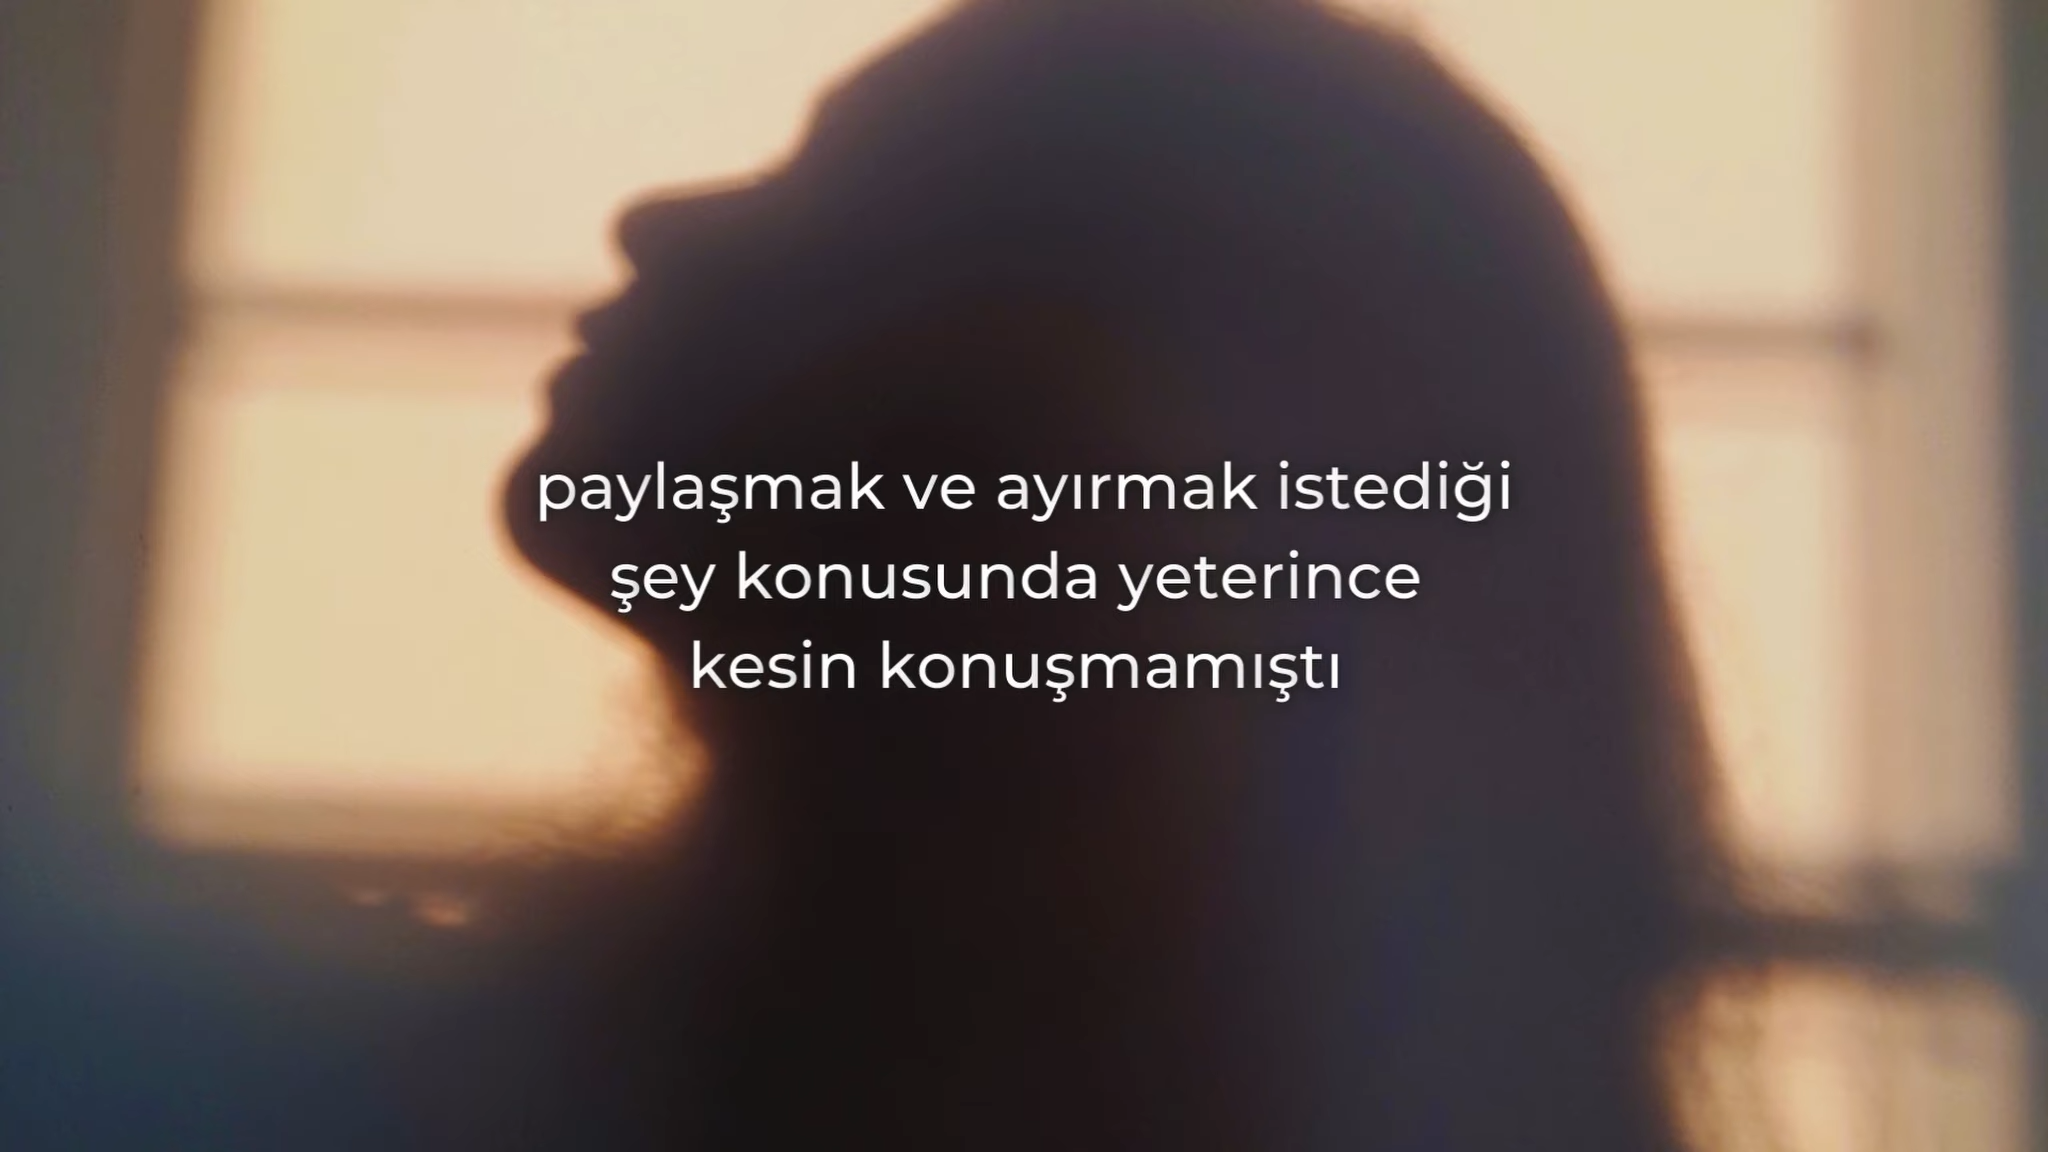 paylaşmak ve ayırmak istediği
şey konusunda yeterince
kesin konuşmamıştı